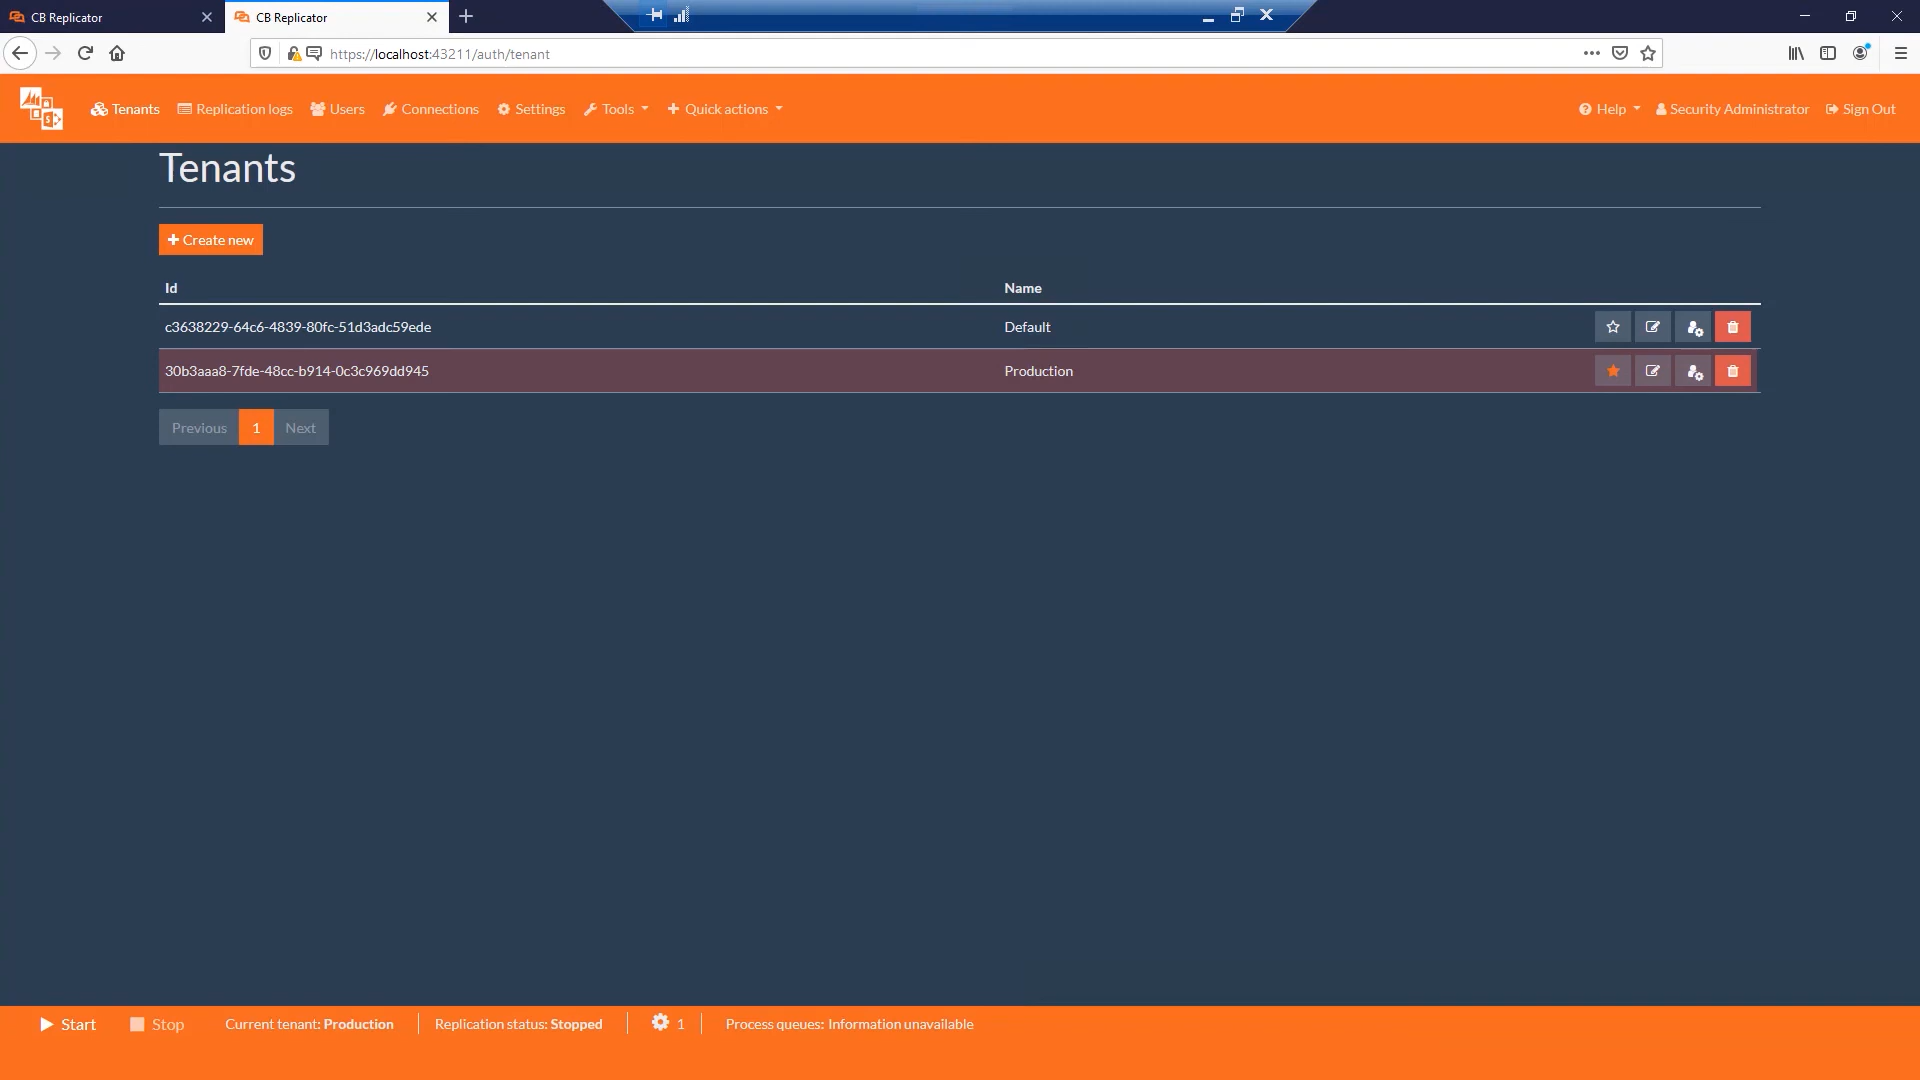 CB Replicator
CB Replicator
https://localhost:43211/auth/tenant
Tenants
Replication logs
Users
Connections
Settings
Tools
Quick actions
Help
Security Administrator
Sign Out
Tenants
Create new
Id Name
c3638229-64c6-4839-80fc-51d3adc59ede Default
30b3aaa8-7fde-48cc-b914-0c3c969dd945 Production
Previous 1 Next
Start Stop Current tenant: Production Replication status: Stopped 1 Process queues: Information unavailable